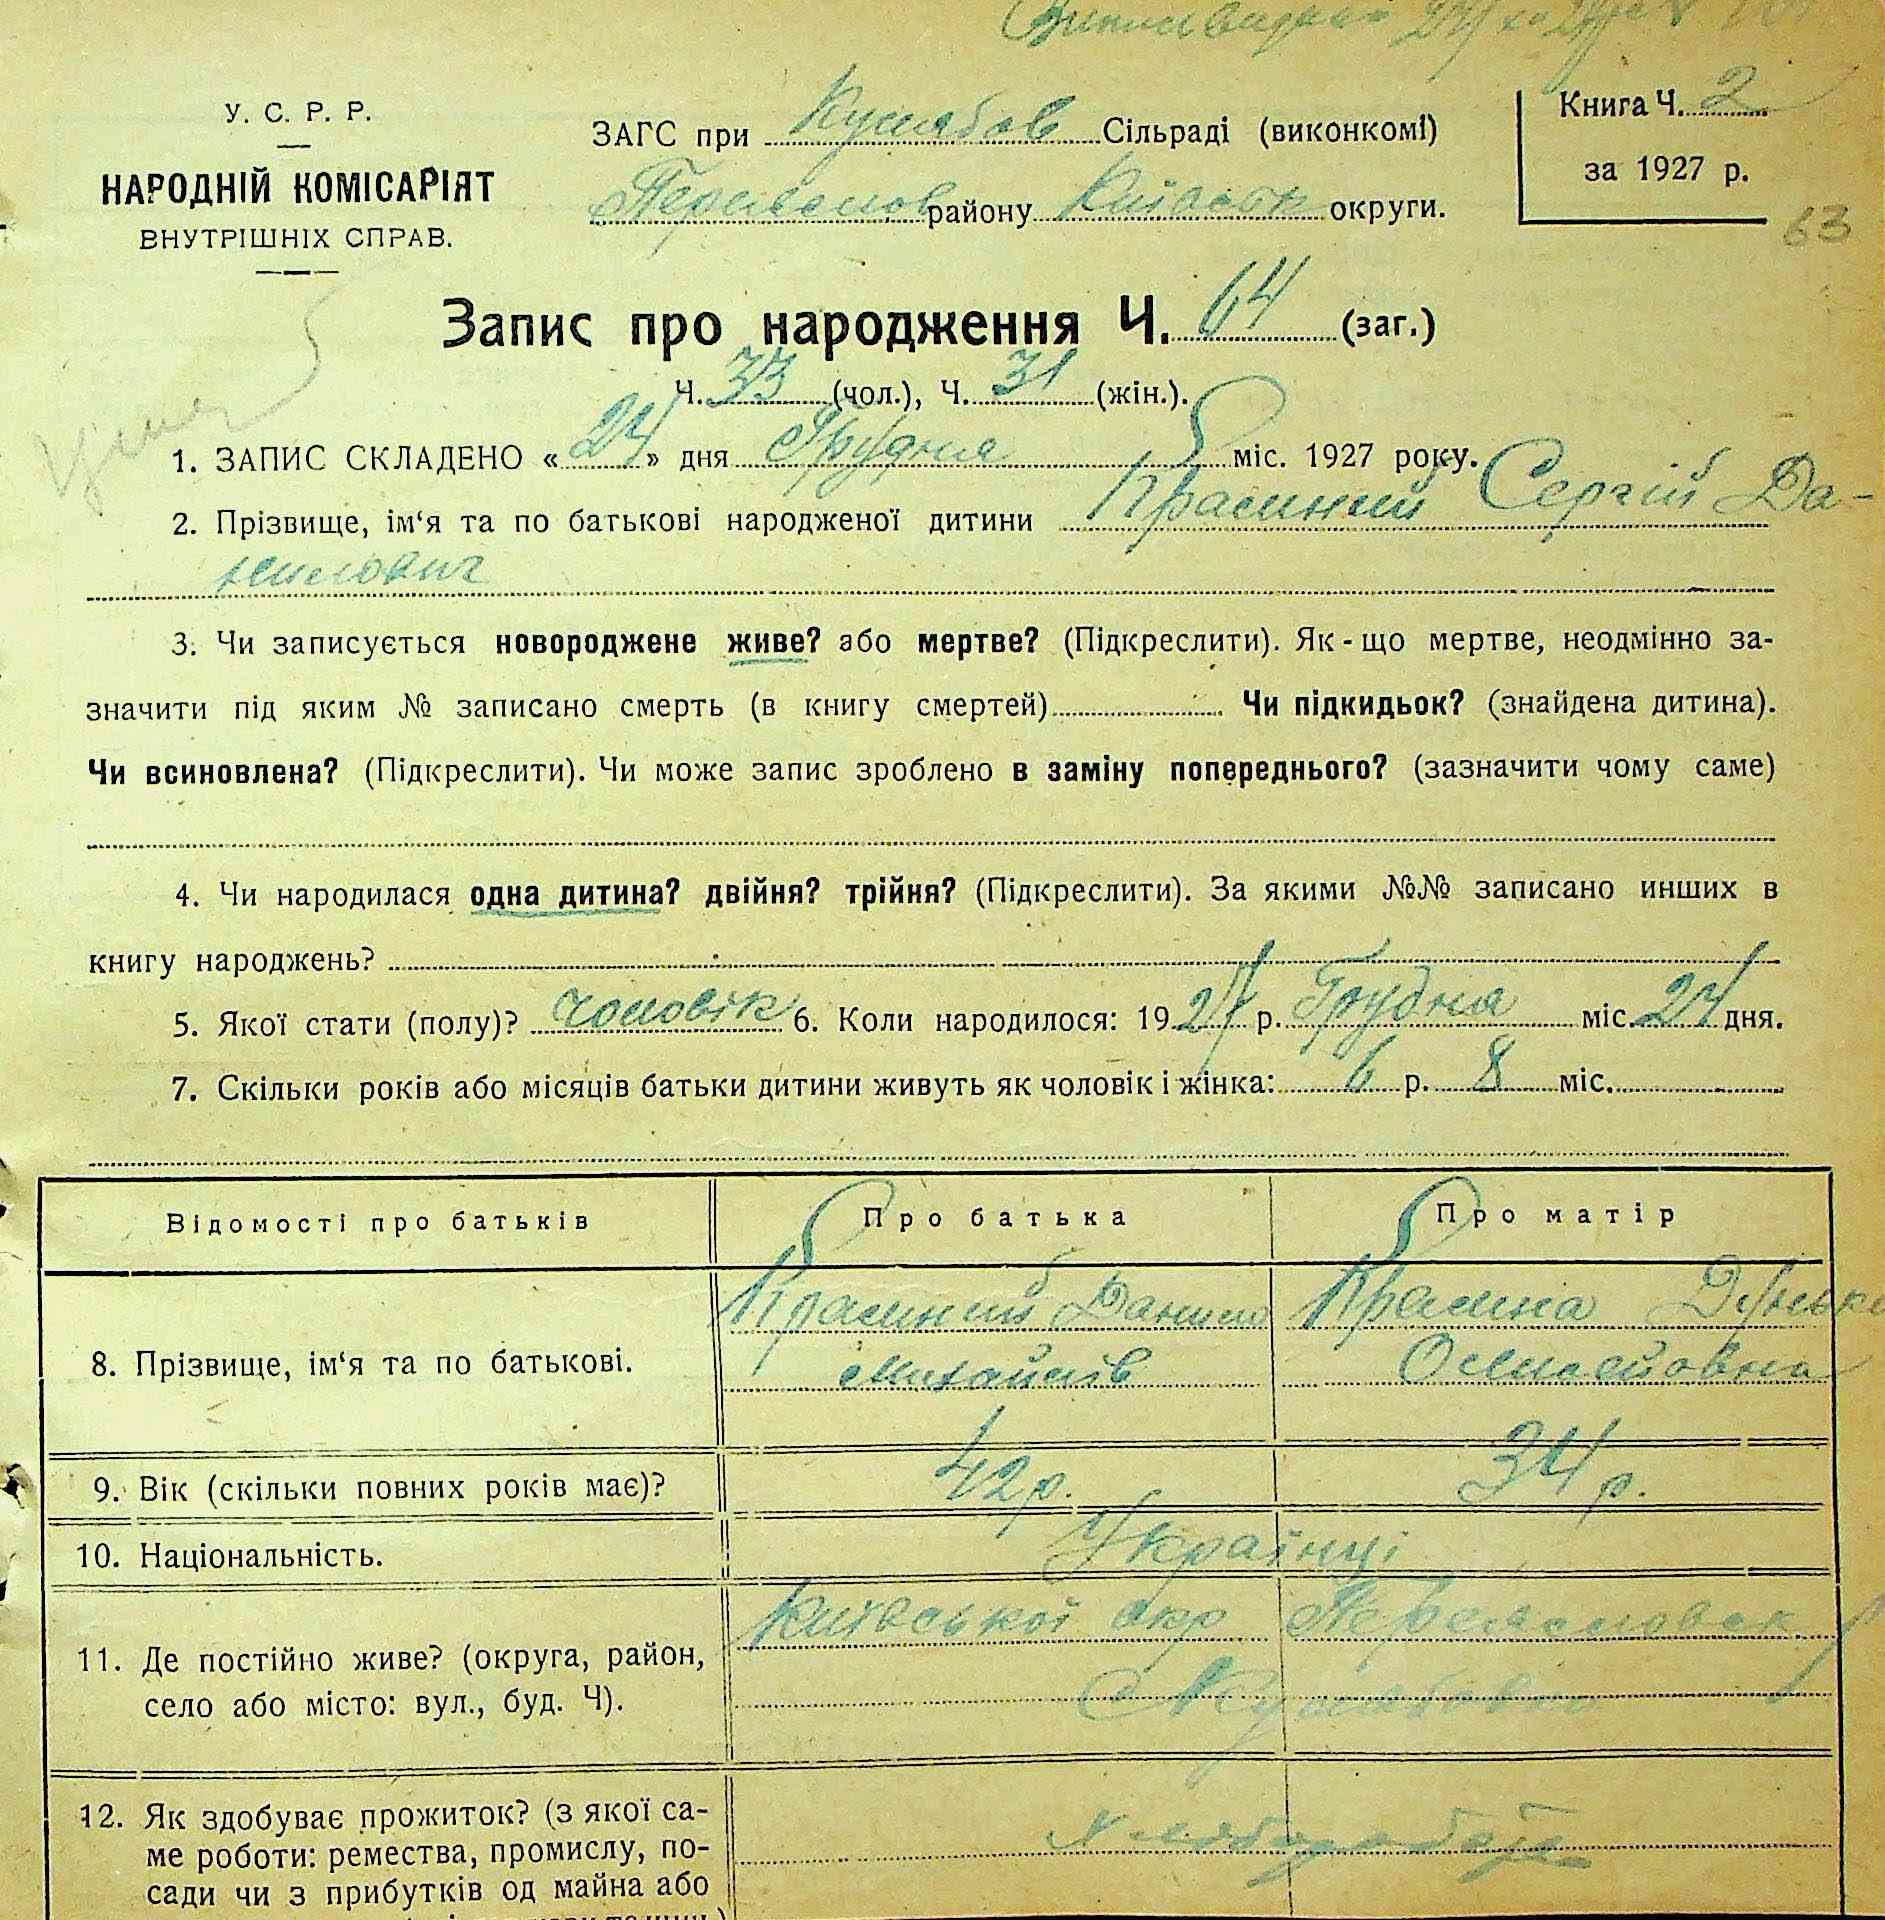 У. С. Р. Р.
НАРОДНІЙ КОМІСАРІЯТ
ВНУТРІШНІХ СПРАВ.
ЗАГС при Сільраді (виконкомі)
району округи.
Книга Ч. 2
за 1927 р.
63
Запис про народження Ч. 64 (заг.)
Ч. 33 (чол.), Ч. 31 (жін.).
1. ЗАПИС СКЛАДЕНО « 24 » дня Грудня міс. 1927 року.
2. Прізвище, ім‘я та по батькові народженої дитини Красиний Сергій Да-
нилович
3. Чи записується новороджене живе? або мертве? (Підкреслити). Як - що мертве, неодмінно за-
значити під яким № записано смерть (в книгу смертей) Чи підкидьок? (знайдена дитина).
Чи всиновлена? (Підкреслити). Чи може запис зроблено в заміну попереднього? (зазначити чому саме)
4. Чи народилася одна дитина? двійня? трійня? (Підкреслити). За якими №№ записано инших в
книгу народжень?
5. Якої стати (полу)? чоловік 6. Коли народилося: 1927 р. Грудня міс. 24 дня.
7. Скільки років або місяців батьки дитини живуть як чоловік і жінка: 6 р. 8 міс.
Відомості про батьків Про батька Про матір
8. Прізвище, ім‘я та по батькові.
Красиний Данило
Михайлів
Красина Дунька
9. Вік (скільки повних років має)? 42 р. 34 р.
10. Національність. Українці
11. Де постійно живе? (округа, район,
село або місто: вул., буд. Ч).
Київської окр. Переяславськ.
12. Як здобуває прожиток? (з якої са-
ме роботи: ремества, промислу, по-
сади чи з прибутків од майна або